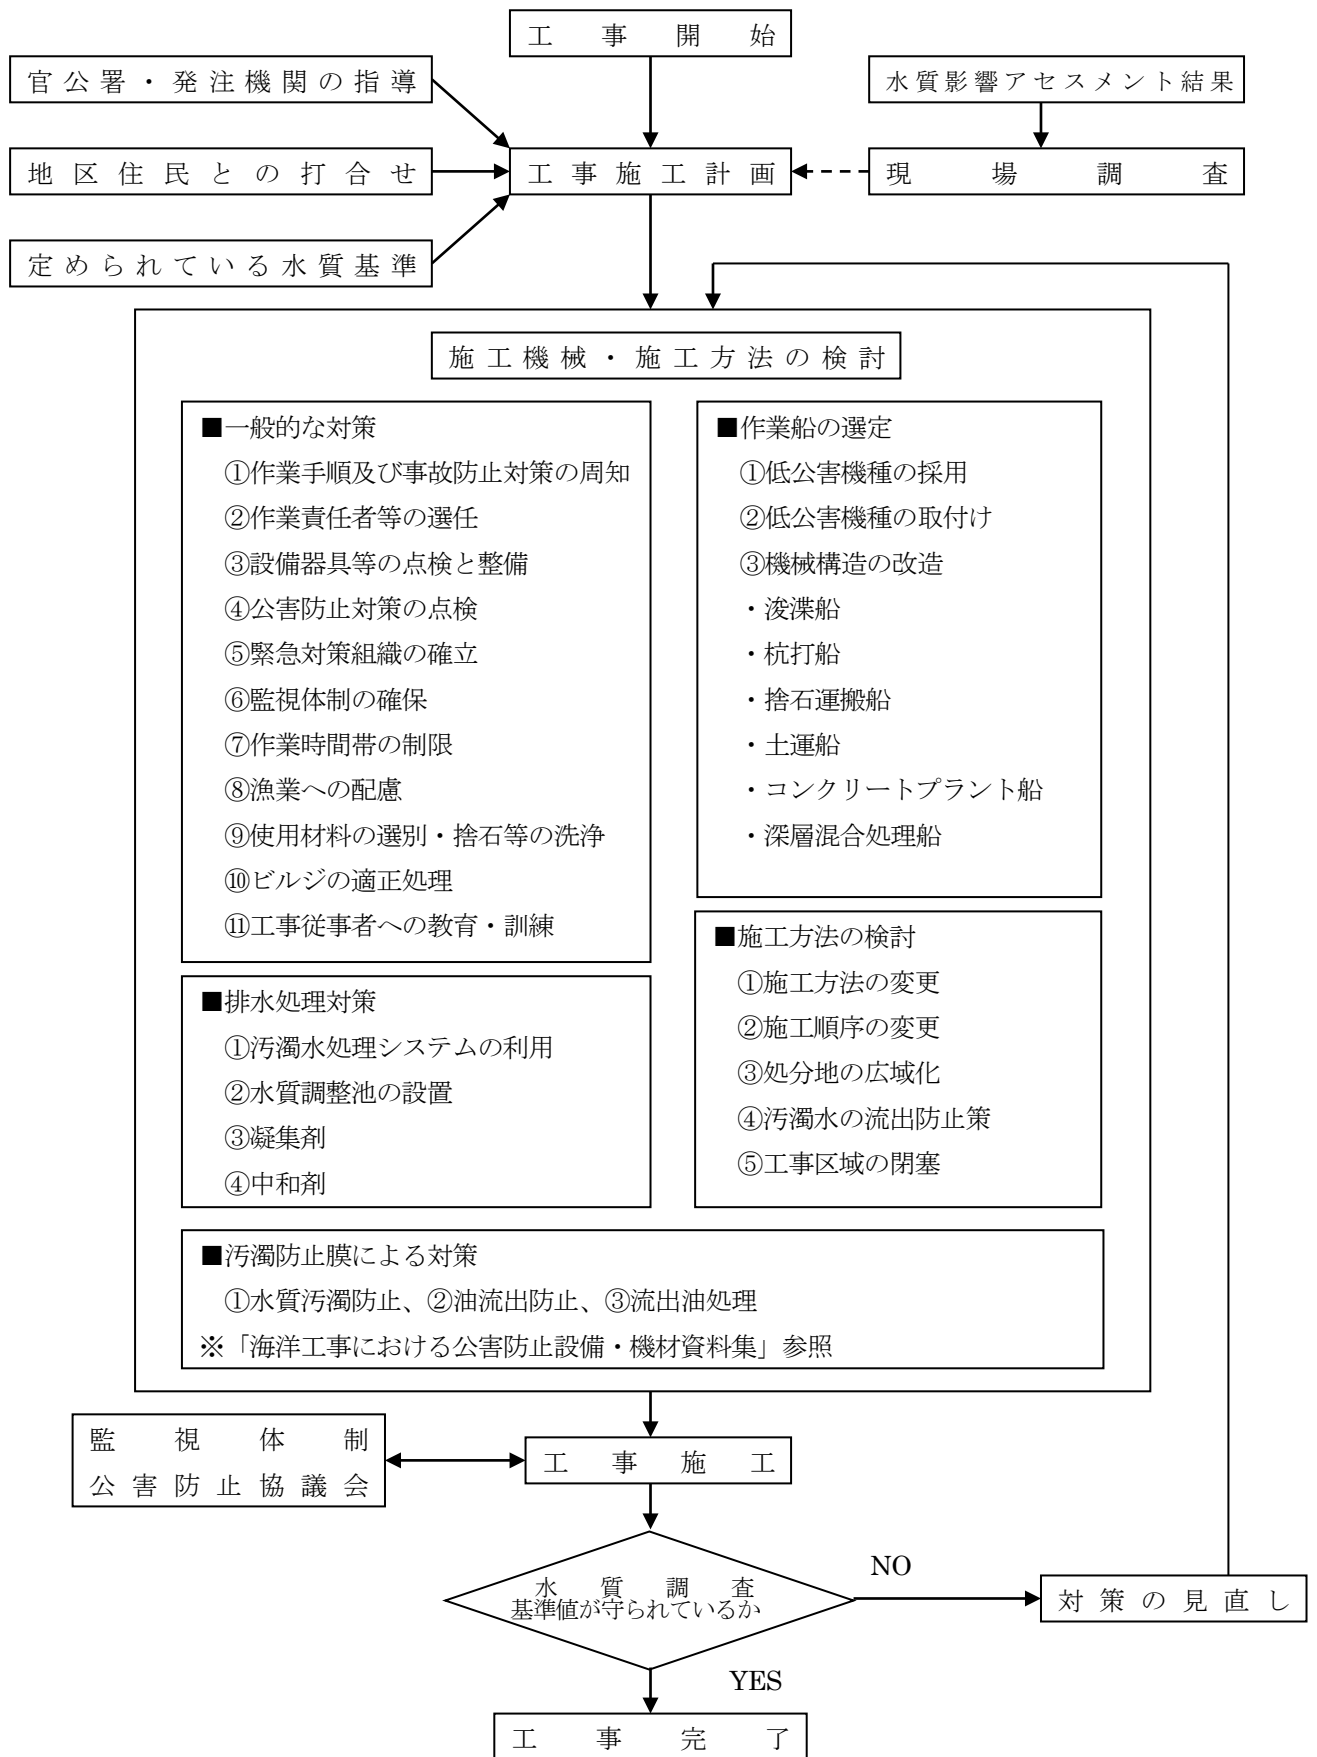 工事開始
官公署・発注機関の指導
水質影響アセスメント結果
地区住民との打合せ
工事施工計画
現場調査
定められている水質基準
施工機械・施工方法の検討
■一般的な対策
①作業手順及び事故防止対策の周知
②作業責任者等の選任
③設備器具等の点検と整備
④公害防止対策の点検
⑤緊急対策組織の確立
⑥監視体制の確保
⑦作業時間帯の制限
⑧漁業への配慮
⑨使用材料の選別・捨石等の洗浄
⑩ビルジの適正処理
⑪工事従事者への教育・訓練
■作業船の選定
①低公害機種の採用
②低公害機種の取付け
③機械構造の改造
・浚渫船
・杭打船
・捨石運搬船
・土運船
・コンクリートプラント船
・深層混合処理船
■排水処理対策
①汚濁水処理システムの利用
②水質調整池の設置
③凝集剤
④中和剤
■施工方法の検討
①施工方法の変更
②施工順序の変更
③処分地の広域化
④汚濁水の流出防止策
⑤工事区域の閉塞
■汚濁防止膜による対策
①水質汚濁防止、②油流出防止、③流出油処理
※「海洋工事における公害防止設備・機材資料集」参照
監視体制
公害防止協議会
工事施工
水質調査
基準値が守られているか
NO
対策の見直し
YES
工事完了